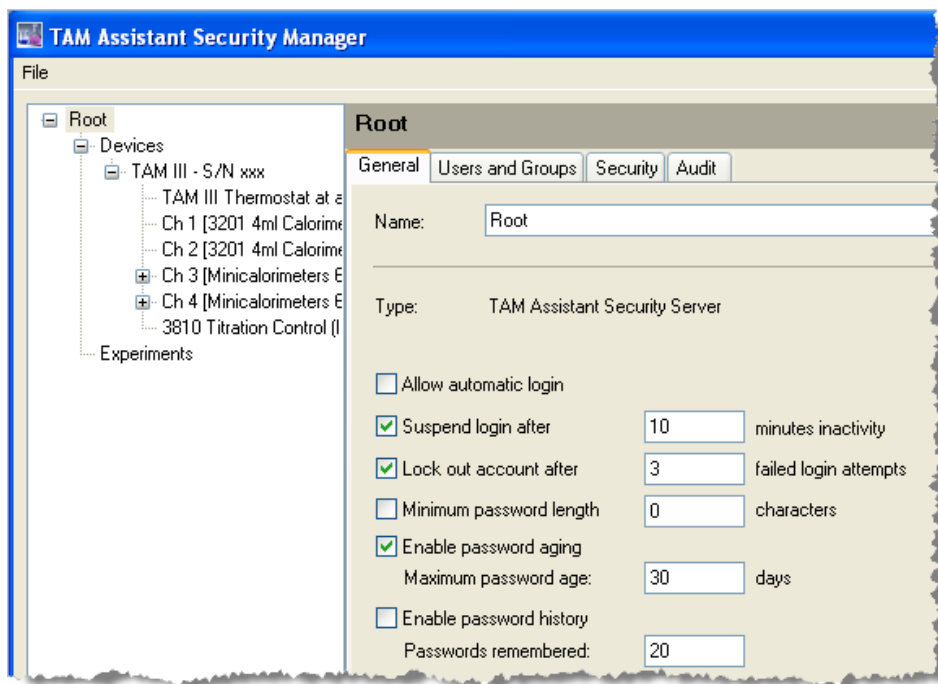 TAM Assistant Security Manager
File
Root
Devices
TAM III - S/N xxx
TAM III Thermostat at a
Ch 1 [3201 4ml Calorime
Ch 2 [3201 4ml Calorime
Ch 3 [Minicalorimeters E
Ch 4 [Minicalorimeters E
3810 Titration Control (I
Experiments
Root
General Users and Groups Security Audit
Name: Root
Type: TAM Assistant Security Server
Allow automatic login
Suspend login after 10 minutes inactivity
Lock out account after 3 failed login attempts
Minimum password length 0 characters
Enable password aging
Maximum password age: 30 days
Enable password history
Passwords remembered: 20